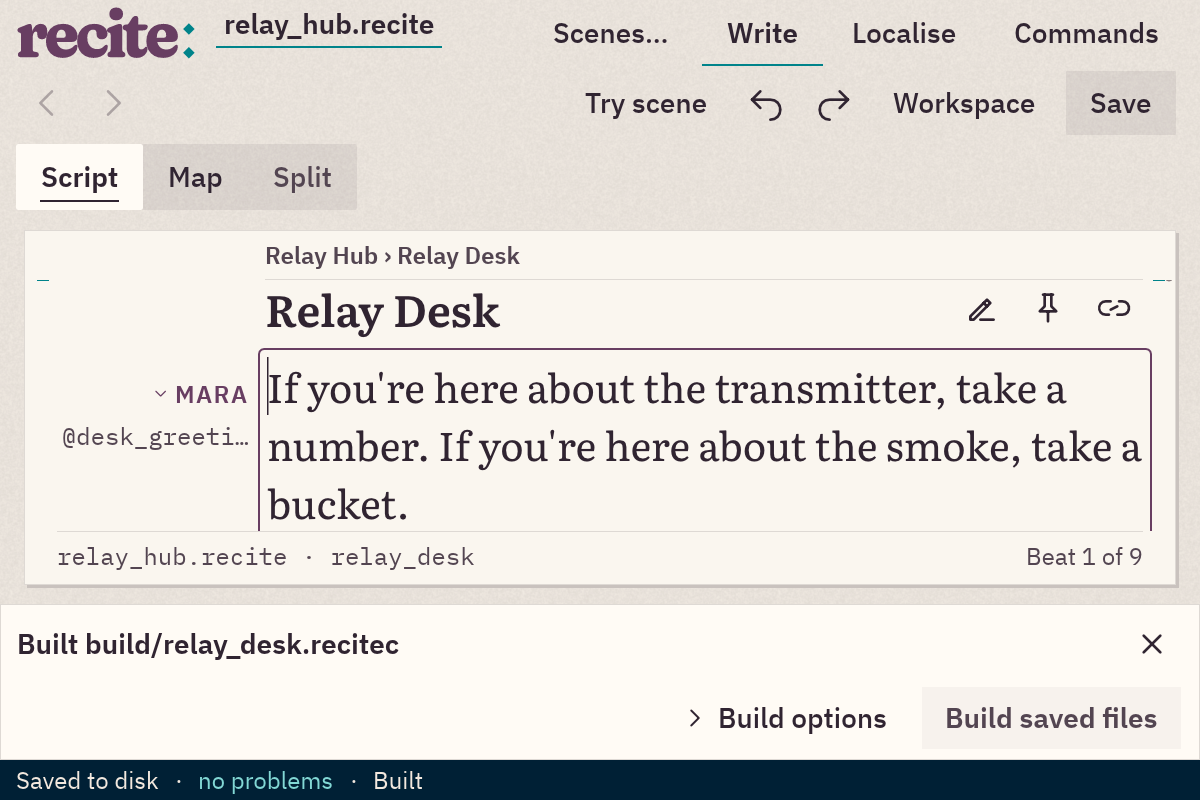 recite:
relay_hub.recite
Scenes...
Write
Localise
Commands
Try scene
Workspace
Save
Script
Map
Split
Relay Hub › Relay Desk
Relay Desk
MARA
@desk_greeti…
If you're here about the transmitter, take a
number. If you're here about the smoke, take a
bucket.
relay_hub.recite · relay_desk
Beat 1 of 9
Built build/relay_desk.recitec
Build options
Build saved files
Saved to disk · no problems · Built